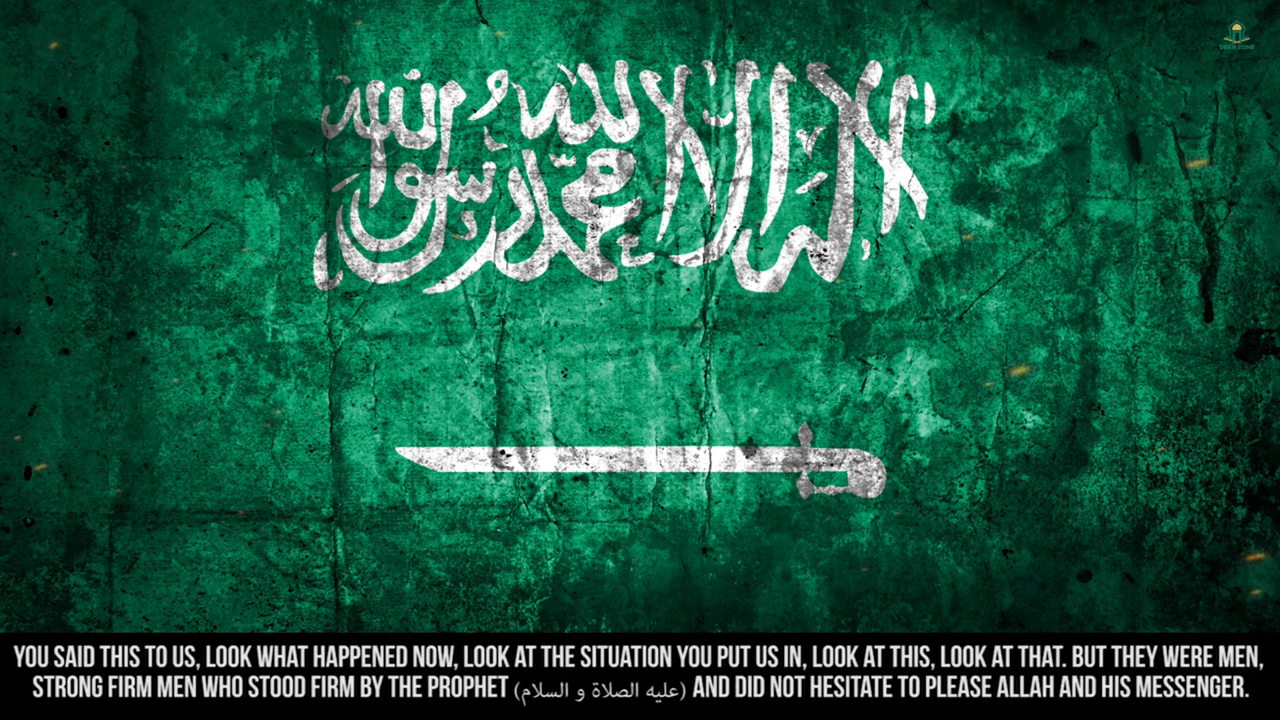 DEEN ZONE
لا إله إلا الله محمد رسول الله
YOU SAID THIS TO US, LOOK WHAT HAPPENED NOW, LOOK AT THE SITUATION YOU PUT US IN, LOOK AT THIS, LOOK AT THAT. BUT THEY WERE MEN,
STRONG FIRM MEN WHO STOOD FIRM BY THE PROPHET (عليه الصلاة و السلام) AND DID NOT HESITATE TO PLEASE ALLAH AND HIS MESSENGER.